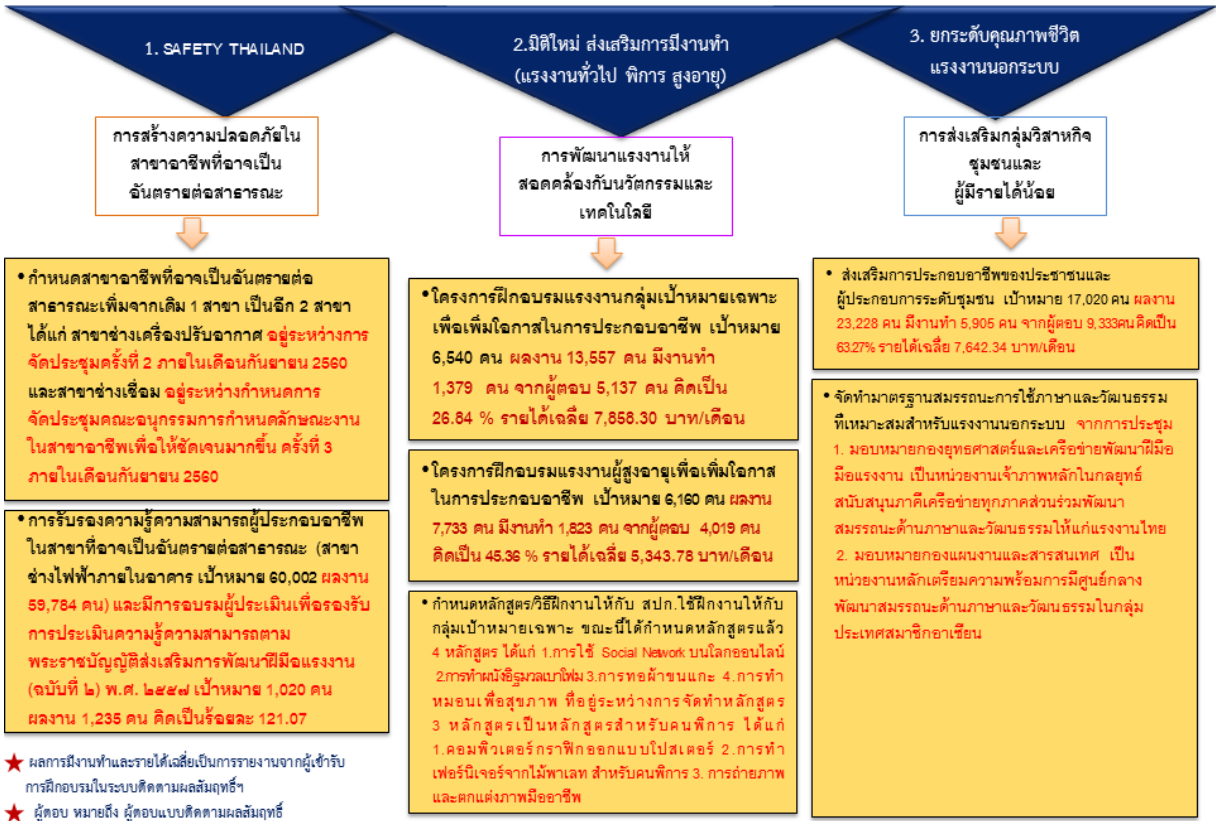 1. SAFETY THAILAND
การสร้างความปลอดภัยใน
สาขาอาชีพที่อาจเป็น
อันตรายต่อสาธารณะ
• กำหนดสาขาอาชีพที่อาจเป็นอันตรายต่อ
สาธารณะเพิ่มจากเดิม 1 สาขา เป็นอีก 2 สาขา
ได้แก่ สาขาช่างเครื่องปรับอากาศ อยู่ระหว่างการ
จัดประชุมครั้งที่ 2 ภายในเดือนกันยายน 2560
และสาขาช่างเชื่อม อยู่ระหว่างกำหนดการ
จัดประชุมคณะอนุกรรมการกำหนดลักษณะงาน
ในสาขาอาชีพเพื่อให้ชัดเจนมากขึ้น ครั้งที่ 3
ภายในเดือนกันยายน 2560
• การรับรองความรู้ความสามารถผู้ประกอบอาชีพ
ในสาขาที่อาจเป็นอันตรายต่อสาธารณะ (สาขา
ช่างไฟฟ้าภายในอาคาร เป้าหมาย 60,002 ผลงาน
59,784 คน) และมีการอบรมผู้ประเมินเพื่อรองรับ
การประเมินความรู้ความสามารถตาม
พระราชบัญญัติส่งเสริมการพัฒนาฝีมือแรงงาน
(ฉบับที่ ๒) พ.ศ. ๒๕๕๗ เป้าหมาย 1,020 คน
ผลงาน 1,235 คน คิดเป็นร้อยละ 121.07
★ ผลการมีงานทำและรายได้เฉลี่ยเป็นการรายงานจากผู้เข้ารับ
การฝึกอบรมในระบบติดตามผลสัมฤทธิ์ฯ
★ ผู้ตอบ หมายถึง ผู้ตอบแบบติดตามผลสัมฤทธิ์
2.มิติใหม่ ส่งเสริมการมีงานทำ
(แรงงานทั่วไป พิการ สูงอายุ)
การพัฒนาแรงงานให้
สอดคล้องกับนวัตกรรมและ
เทคโนโลยี
• โครงการฝึกอบรมแรงงานกลุ่มเป้าหมายเฉพาะ
เพื่อเพิ่มโอกาสในการประกอบอาชีพ เป้าหมาย
6,540 คน ผลงาน 13,557 คน มีงานทำ
1,379 คน จากผู้ตอบ 5,137 คน คิดเป็น
26.84 % รายได้เฉลี่ย 7,858.30 บาท/เดือน
• โครงการฝึกอบรมแรงงานผู้สูงอายุเพื่อเพิ่มโอกาส
ในการประกอบอาชีพ เป้าหมาย 6,160 คน ผลงาน
7,733 คน มีงานทำ 1,823 คน จากผู้ตอบ 4,019 คน
คิดเป็น 45.36 % รายได้เฉลี่ย 5,343.78 บาท/เดือน
• กำหนดหลักสูตร/วิธีฝึกงานให้กับ สปก.ใช้ฝึกงานให้กับ
กลุ่มเป้าหมายเฉพาะ ขณะนี้ได้กำหนดหลักสูตรแล้ว
4 หลักสูตร ได้แก่ 1.การใช้ Social Network บนโลกออนไลน์
2.การทำผนังอิฐมวลเบาโฟม 3.การทอผ้าขนแกะ 4.การทำ
หมอนเพื่อสุขภาพ ที่อยู่ระหว่างการจัดทำหลักสูตร
3 หลักสูตรเป็นหลักสูตรสำหรับคนพิการ ได้แก่
1.คอมพิวเตอร์กราฟิกออกแบบโปสเตอร์ 2.การทำ
เฟอร์นิเจอร์จากไม้พาเลท สำหรับคนพิการ 3. การถ่ายภาพ
และตกแต่งภาพมืออาชีพ
3. ยกระดับคุณภาพชีวิต
แรงงานนอกระบบ
การส่งเสริมกลุ่มวิสาหกิจ
ชุมชนและ
ผู้มีรายได้น้อย
• ส่งเสริมการประกอบอาชีพของประชาชนและ
ผู้ประกอบการระดับชุมชน เป้าหมาย 17,020 คน ผลงาน
23,228 คน มีงานทำ 5,905 คน จากผู้ตอบ 9,333คนคิดเป็น
63.27% รายได้เฉลี่ย 7,642.34 บาท/เดือน
• จัดทำมาตรฐานสมรรถนะการใช้ภาษาและวัฒนธรรม
ที่เหมาะสมสำหรับแรงงานนอกระบบ จากการประชุม
1. มอบหมายกองยุทธศาสตร์และเครือข่ายพัฒนาฝีมือ
มือแรงงาน เป็นหน่วยงานเจ้าภาพหลักในกลยุทธ์
สนับสนุนภาคีเครือข่ายทุกภาคส่วนร่วมพัฒนา
สมรรถนะด้านภาษาและวัฒนธรรมให้แก่แรงงานไทย
2. มอบหมายกองแผนงานและสารสนเทศ เป็น
หน่วยงานหลักเตรียมความพร้อมการมีศูนย์กลาง
พัฒนาสมรรถนะด้านภาษาและวัฒนธรรมในกลุ่ม
ประเทศสมาชิกอาเซียน